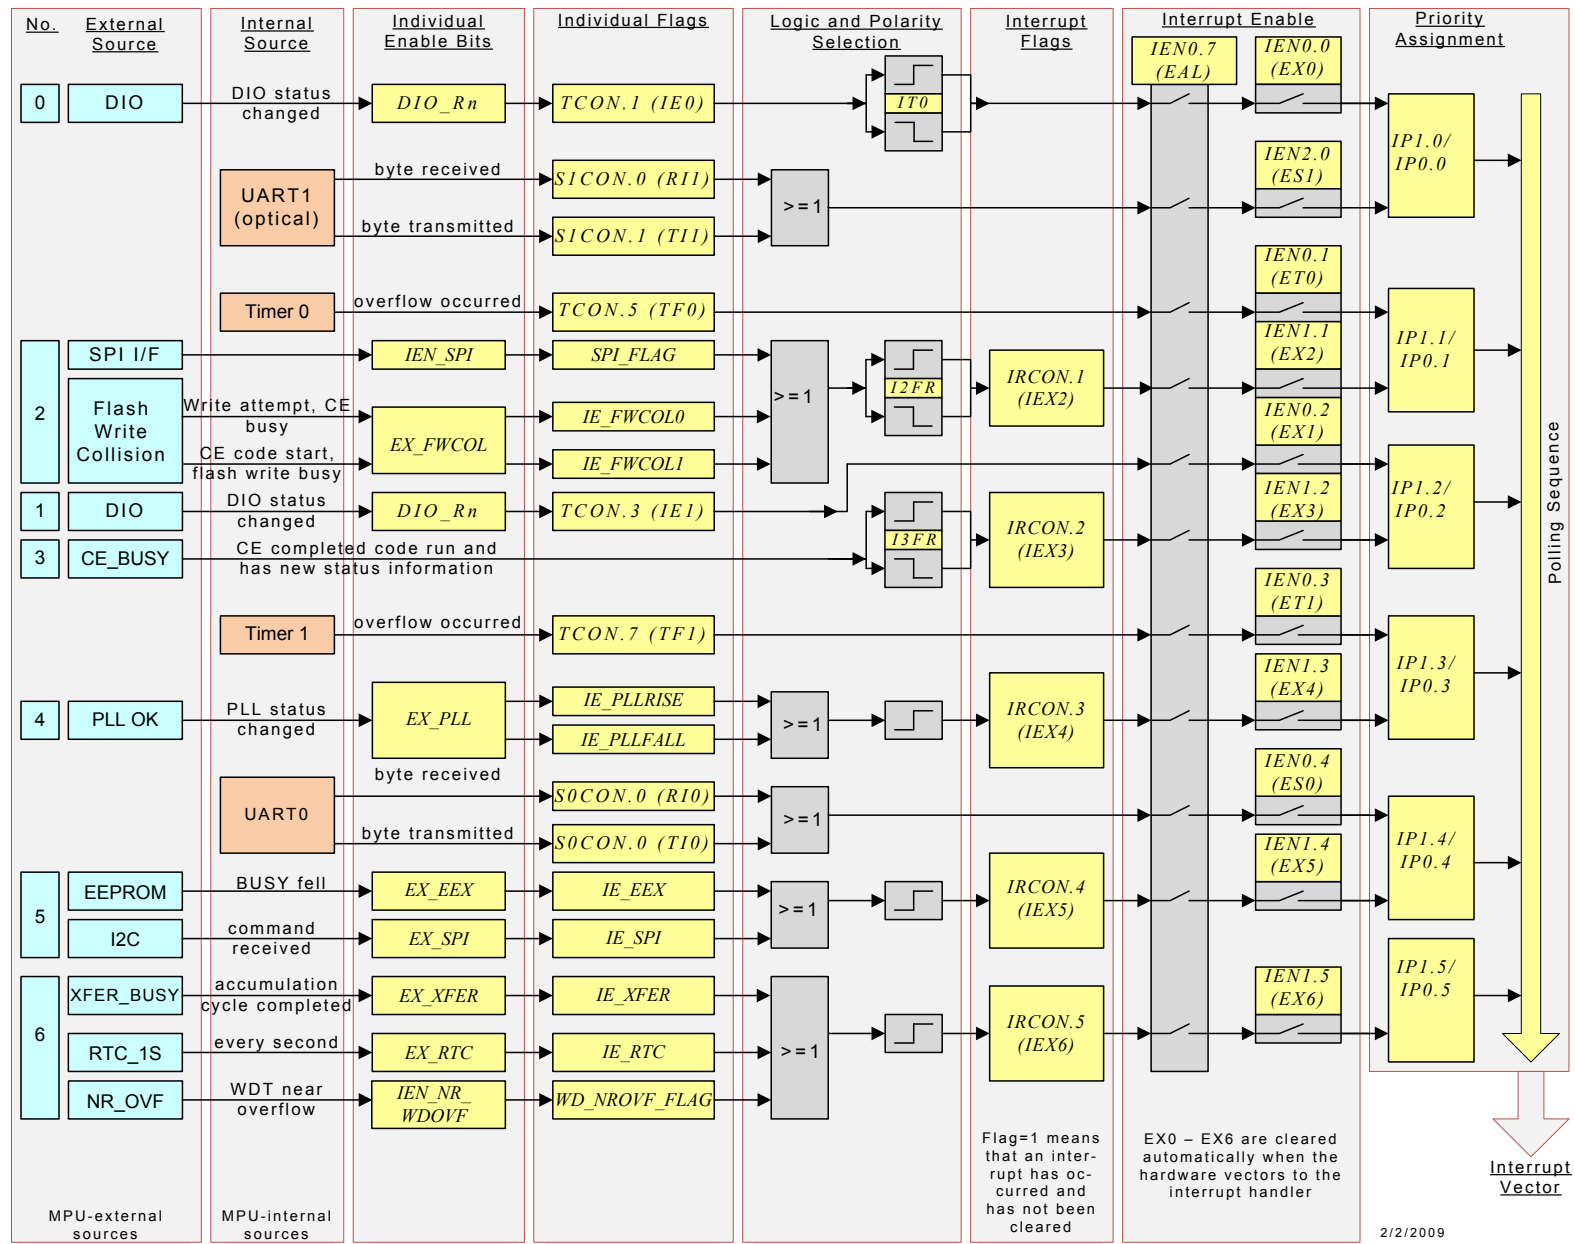 No.
External
Source
Internal
Source
Individual
Enable Bits
Individual Flags
Logic and Polarity
Selection
Interrupt
Flags
Interrupt Enable
Priority
Assignment
IEN0.7
(EAL)
IEN0.0
(EX0)
0
DIO
DIO status
changed
DIO_Rn
TCON.1 (IE0)
IT0
IP1.0/
IP0.0
UART1
(optical)
byte received
S1CON.0 (RI1)
byte transmitted
S1CON.1 (TI1)
>=1
IEN2.0
(ES1)
Timer 0
overflow occurred
TCON.5 (TF0)
IEN0.1
(ET0)
IP1.1/
IP0.1
2
SPI I/F
IEN_SPI
SPI_FLAG
>=1
I2FR
IRCON.1
(IEX2)
IEN1.1
(EX2)
Flash
Write
Collision
Write attempt, CE
busy
CE code start,
flash write busy
EX_FWCOL
IE_FWCOL0
IE_FWCOL1
IEN0.2
(EX1)
IP1.2/
IP0.2
Polling Sequence
1
DIO
DIO status
changed
DIO_Rn
TCON.3 (IE1)
IEN1.2
(EX3)
3
CE_BUSY
CE completed code run and
has new status information
I3FR
IRCON.2
(IEX3)
Timer 1
overflow occurred
TCON.7 (TF1)
IEN0.3
(ET1)
IP1.3/
IP0.3
4
PLL OK
PLL status
changed
EX_PLL
IE_PLLRISE
IE_PLLFALL
>=1
IRCON.3
(IEX4)
IEN1.3
(EX4)
UART0
byte received
S0CON.0 (RI0)
byte transmitted
S0CON.0 (TI0)
>=1
IEN0.4
(ES0)
IP1.4/
IP0.4
5
EEPROM
BUSY fell
EX_EEX
IE_EEX
I2C
command
received
EX_SPI
IE_SPI
>=1
IRCON.4
(IEX5)
IEN1.4
(EX5)
6
XFER_BUSY
accumulation
cycle completed
EX_XFER
IE_XFER
RTC_1S
every second
EX_RTC
IE_RTC
NR_OVF
WDT near
overflow
IEN_NR_
WDOVF
WD_NROVF_FLAG
>=1
IRCON.5
(IEX6)
IEN1.5
(EX6)
IP1.5/
IP0.5
Flag=1 means
that an inter-
rupt has oc-
curred and
has not been
cleared
EX0 – EX6 are cleared
automatically when the
hardware vectors to the
interrupt handler
Interrupt
Vector
MPU-external
sources
MPU-internal
sources
2/2/2009